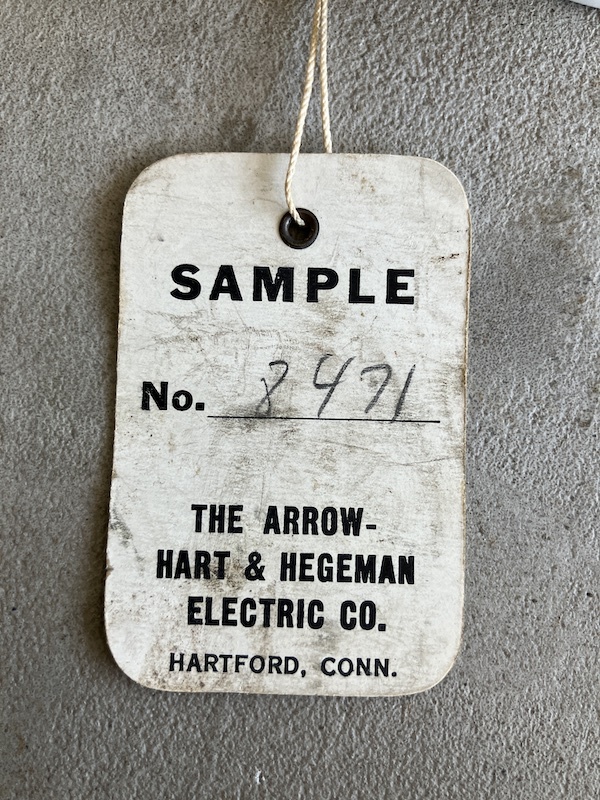 SAMPLE
No. 8471
THE ARROW-
HART & HEGEMAN
ELECTRIC CO.
HARTFORD, CONN.